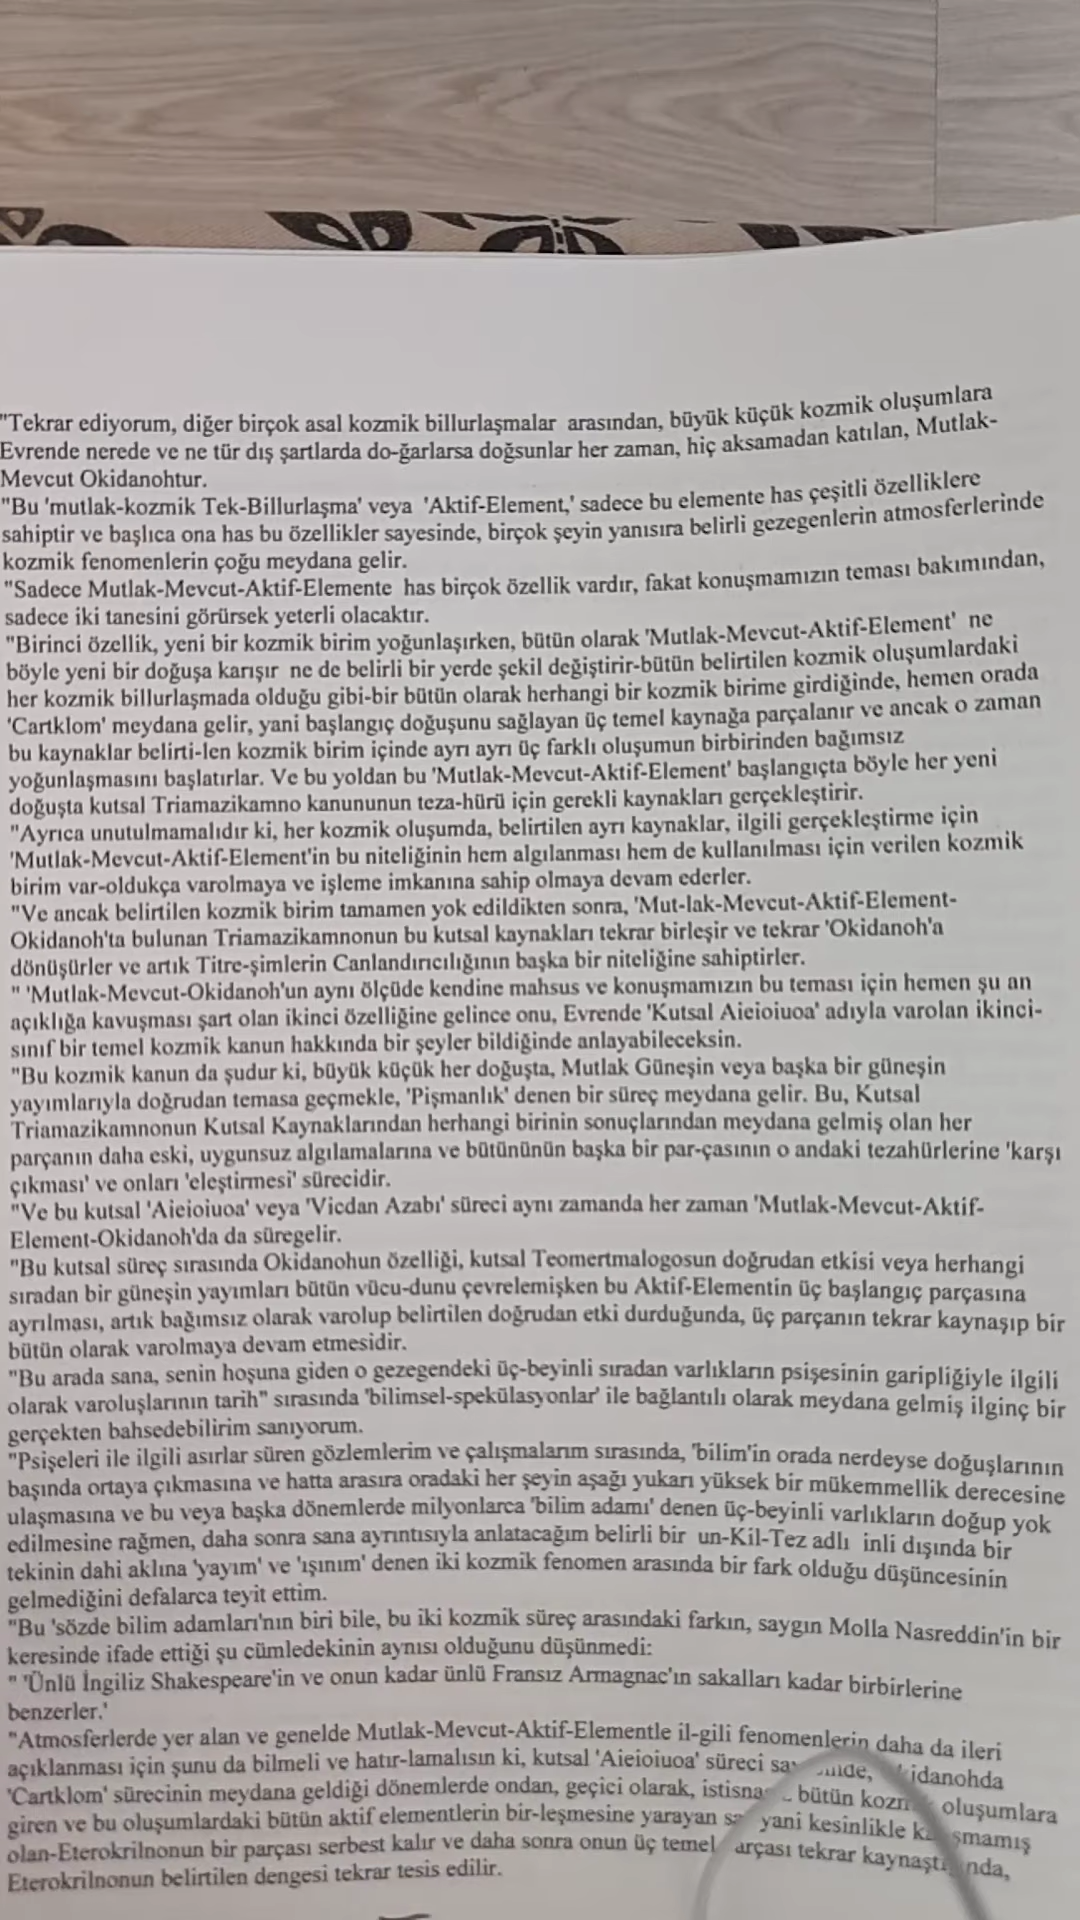 "Tekrar ediyorum, diğer birçok asal kozmik billurlaşmalar arasından, büyük küçük kozmik oluşumlara
Evrende nerede ve ne tür dış şartlarda do-ğarlarsa doğsunlar her zaman, hiç aksamadan katılan, Mutlak-
Mevcut Okidanohtur.
"Bu 'mutlak-kozmik Tek-Billurlaşma' veya 'Aktif-Element,' sadece bu elemente has çeşitli özelliklere
sahiptir ve başlıca ona has bu özellikler sayesinde, birçok şeyin yanısıra belirli gezegenlerin atmosferlerinde
kozmik fenomenlerin çoğu meydana gelir.
"Sadece Mutlak-Mevcut-Aktif-Elemente has birçok özellik vardır, fakat konuşmamızın teması bakımından,
sadece iki tanesini görürsek yeterli olacaktır.
"Birinci özellik, yeni bir kozmik birim yoğunlaşırken, bütün olarak 'Mutlak-Mevcut-Aktif-Element' ne
böyle yeni bir doğuşa karışır ne de belirli bir yerde şekil değiştirir-bütün belirtilen kozmik oluşumlardaki
her kozmik billurlaşmada olduğu gibi-bir bütün olarak herhangi bir kozmik birime girdiğinde, hemen orada
'Cartklom' meydana gelir, yani başlangıç doğuşunu sağlayan üç temel kaynağa parçalanır ve ancak o zaman
bu kaynaklar belirti-len kozmik birim içinde ayrı ayrı üç farklı oluşumun birbirinden bağımsız
yoğunlaşmasını başlatırlar. Ve bu yoldan bu 'Mutlak-Mevcut-Aktif-Element' başlangıçta böyle her yeni
doğuşta kutsal Triamazikamno kanununun teza-hürü için gerekli kaynakları gerçekleştirir.
"Ayrıca unutulmamalıdır ki, her kozmik oluşumda, belirtilen ayrı kaynaklar, ilgili gerçekleştirme için
'Mutlak-Mevcut-Aktif-Element'in bu niteliğinin hem algılanması hem de kullanılması için verilen kozmik
birim var-oldukça varolmaya ve işleme imkanına sahip olmaya devam ederler.
"Ve ancak belirtilen kozmik birim tamamen yok edildikten sonra, 'Mut-lak-Mevcut-Aktif-Element-
Okidanoh'ta bulunan Triamazikamnonun bu kutsal kaynakları tekrar birleşir ve tekrar 'Okidanoh'a
dönüşürler ve artık Titre-şimlerin Canlandırıcılığının başka bir niteliğine sahiptirler.
" 'Mutlak-Mevcut-Okidanoh'un aynı ölçüde kendine mahsus ve konuşmamızın bu teması için hemen şu an
açıklığa kavuşması şart olan ikinci özelliğine gelince onu, Evrende 'Kutsal Aieioiuoa' adıyla varolan ikinci-
sınıf bir temel kozmik kanun hakkında bir şeyler bildiğinde anlayabileceksin.
"Bu kozmik kanun da şudur ki, büyük küçük her doğuşta, Mutlak Güneşin veya başka bir güneşin
yayımlarıyla doğrudan temasa geçmekle, 'Pişmanlık' denen bir süreç meydana gelir. Bu, Kutsal
Triamazikamnonun Kutsal Kaynaklarından herhangi birinin sonuçlarından meydana gelmiş olan her
parçanın daha eski, uygunsuz algılamalarına ve bütününün başka bir par-çasının o andaki tezahürlerine 'karşı
çıkması' ve onları 'eleştirmesi' sürecidir.
"Ve bu kutsal 'Aieioiuoa' veya 'Vicdan Azabı' süreci aynı zamanda her zaman 'Mutlak-Mevcut-Aktif-
Element-Okidanoh'da da süregelir.
"Bu kutsal süreç sırasında Okidanohun özelliği, kutsal Teomertmalogosun doğrudan etkisi veya herhangi
sıradan bir güneşin yayımları bütün vücu-dunu çevrelemişken bu Aktif-Elementin üç başlangıç parçasına
ayrılması, artık bağımsız olarak varolup belirtilen doğrudan etki durduğunda, üç parçanın tekrar kaynaşıp bir
bütün olarak varolmaya devam etmesidir.
"Bu arada sana, senin hoşuna giden o gezegendeki üç-beyinli sıradan varlıkların psişesinin garipliğiyle ilgili
olarak varoluşlarının tarih" sırasında 'bilimsel-spekülasyonlar' ile bağlantılı olarak meydana gelmiş ilginç bir
gerçekten bahsedebilirim sanıyorum.
"Psişeleri ile ilgili asırlar süren gözlemlerim ve çalışmalarım sırasında, 'bilim'in orada nerdeyse doğuşlarının
başında ortaya çıkmasına ve hatta arasıra oradaki her şeyin aşağı yukarı yüksek bir mükemmellik derecesine
ulaşmasına ve bu veya başka dönemlerde milyonlarca 'bilim adamı' denen üç-beyinli varlıkların doğup yok
edilmesine rağmen, daha sonra sana ayrıntısıyla anlatacağım belirli bir un-Kil-Tez adlı inli dışında bir
tekinin dahi aklına 'yayım' ve 'ışınım' denen iki kozmik fenomen arasında bir fark olduğu düşüncesinin
gelmediğini defalarca teyit ettim.
"Bu 'sözde bilim adamları'nın biri bile, bu iki kozmik süreç arasındaki farkın, saygın Molla Nasreddin'in bir
keresinde ifade ettiği şu cümledekinin aynısı olduğunu düşünmedi:
" 'Ünlü İngiliz Shakespeare'in ve onun kadar ünlü Fransız Armagnac'ın sakalları kadar birbirlerine
benzerler.'
"Atmosferlerde yer alan ve genelde Mutlak-Mevcut-Aktif-Elementle il-gili fenomenlerin daha da ileri
açıklanması için şunu da bilmeli ve hatır-lamalısın ki, kutsal 'Aieioiuoa' süreci
'Cartklom' sürecinin meydana geldiği dönemlerde ondan, geçici olarak, bütün oluşumlara
giren ve bu oluşumlardaki bütün aktif elementlerin bir-leşmesine yarayan yani kesinlikle
olan-Eterokrilnonun bir parçası serbest kalır ve daha sonra onun üç temel tekrar
Eterokrilnonun belirtilen dengesi tekrar tesis edilir.